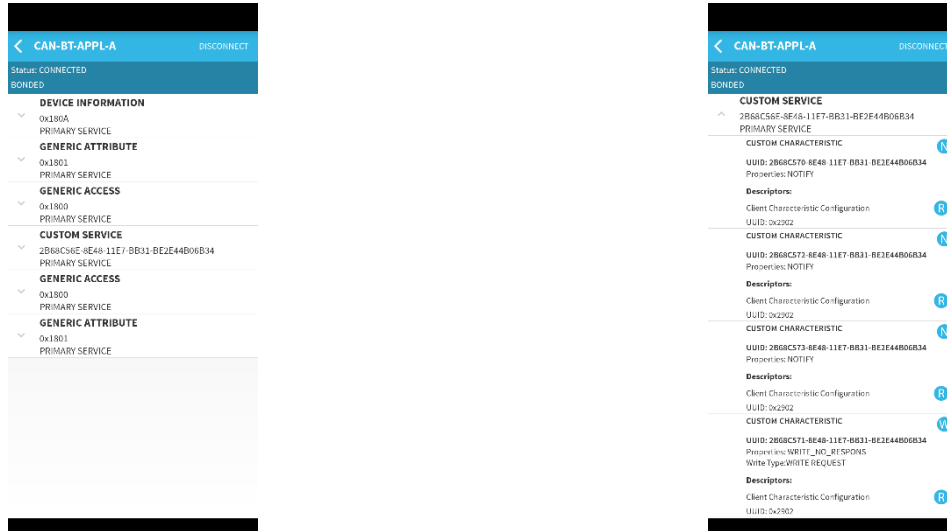 CAN-BT-APPL-A
DISCONNECT
Status: CONNECTED
BONDED
DEVICE INFORMATION
0x180A
PRIMARY SERVICE
GENERIC ATTRIBUTE
0x1801
PRIMARY SERVICE
GENERIC ACCESS
0x1800
PRIMARY SERVICE
CUSTOM SERVICE
2B68C56E-8E48-11E7-BB31-BE2E44B06B34
PRIMARY SERVICE
GENERIC ACCESS
0x1800
PRIMARY SERVICE
GENERIC ATTRIBUTE
0x1801
PRIMARY SERVICE
CAN-BT-APPL-A
DISCONNECT
Status: CONNECTED
BONDED
CUSTOM SERVICE
2B68C56E-8E48-11E7-BB31-BE2E44B06B34
PRIMARY SERVICE
CUSTOM CHARACTERISTIC
N
UUID: 2B68C570-8E48-11E7-BB31-BE2E44B06B34
Properties: NOTIFY
Descriptors:
Client Characteristic Configuration
R
UUID: 0x2902
CUSTOM CHARACTERISTIC
N
UUID: 2B68C572-8E48-11E7-BB31-BE2E44B06B34
Properties: NOTIFY
Descriptors:
Client Characteristic Configuration
R
UUID: 0x2902
CUSTOM CHARACTERISTIC
N
UUID: 2B68C573-8E48-11E7-BB31-BE2E44B06B34
Properties: NOTIFY
Descriptors:
Client Characteristic Configuration
R
UUID: 0x2902
CUSTOM CHARACTERISTIC
W
UUID: 2B68C571-8E48-11E7-BB31-BE2E44B06B34
Properties: WRITE_NO_RESPONS
Write Type:WRITE REQUEST
Descriptors:
Client Characteristic Configuration
R
UUID: 0x2902